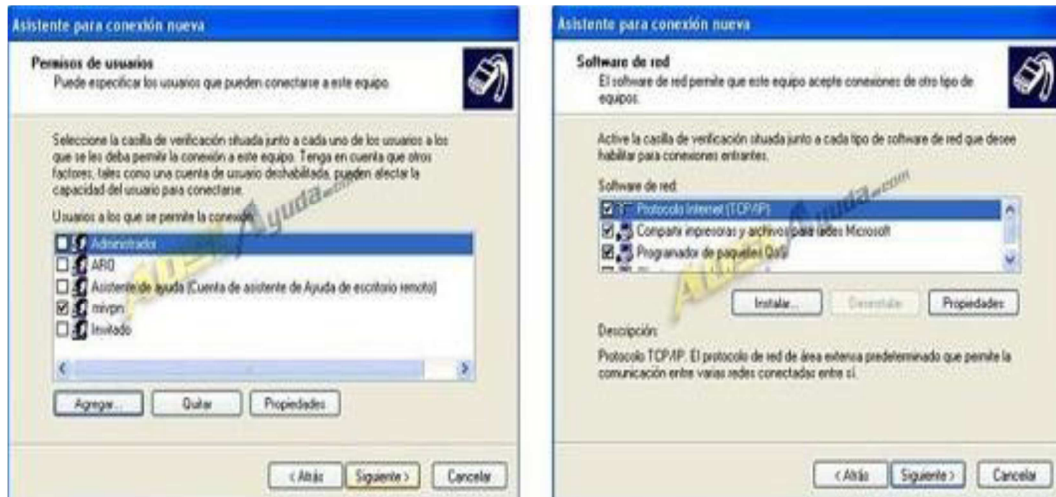 Asistente para conexión nueva
Permisos de usuarios
Puede especificar los usuarios que pueden conectarse a este equipo.
Seleccione la casilla de verificación situada junto a cada uno de los usuarios a los
que se les deba permitir la conexión a este equipo. Tenga en cuenta que otros
factores, tales como una cuenta de usuario deshabilitada, pueden afectar la
capacidad del usuario para conectarse.
Usuarios a los que se permite la conexión:
Administrador
ARO
Asistente de ayuda (Cuenta de asistente de Ayuda de escritorio remoto)
mivpn
Invitado
Agregar...
Quitar
Propiedades
< Atrás
Siguiente >
Cancelar
AdslAyuda.com
Asistente para conexión nueva
Software de red
El software de red permite que este equipo acepte conexiones de otro tipo de
equipos.
Active la casilla de verificación situada junto a cada tipo de software de red que desee
habilitar para conexiones entrantes.
Software de red:
Protocolo Internet (TCP/IP)
Compartir impresoras y archivos para redes Microsoft
Programador de paquetes QoS
Instalar...
Desinstalar
Propiedades
Descripción:
Protocolo TCP/IP. El protocolo de red de área extensa predeterminado que permite la
comunicación entre varias redes conectadas entre sí.
< Atrás
Siguiente >
Cancelar
AdslAyuda.com